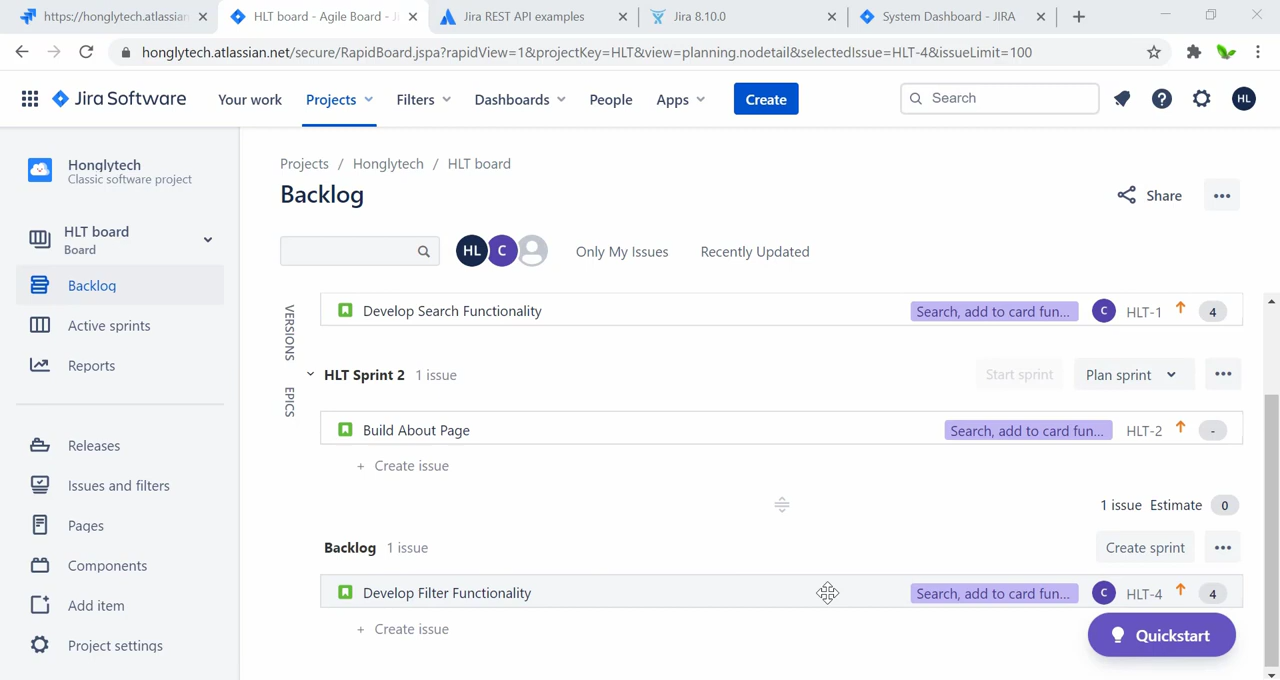 https://honglytech.atlassian
HLT board - Agile Board - Ji
Jira REST API examples
Jira 8.10.0
System Dashboard - JIRA
honglytech.atlassian.net/secure/RapidBoard.jspa?rapidView=1&projectKey=HLT&view=planning.nodetail&selectedIssue=HLT-4&issueLimit=100
Jira Software
Your work
Projects
Filters
Dashboards
People
Apps
Create
Search
HL
Honglytech
Classic software project
HLT board
Board
Backlog
Active sprints
Reports
Releases
Issues and filters
Pages
Components
Add item
Project settings
Projects / Honglytech / HLT board
Backlog
Share
HL C
Only My Issues
Recently Updated
VERSIONS
EPICS
Develop Search Functionality Search, add to card fun... C HLT-1 4
HLT Sprint 2 1 issue Start sprint Plan sprint
Build About Page Search, add to card fun... HLT-2 -
+ Create issue
1 issue Estimate 0
Backlog 1 issue Create sprint
Develop Filter Functionality Search, add to card fun... C HLT-4 4
+ Create issue
Quickstart